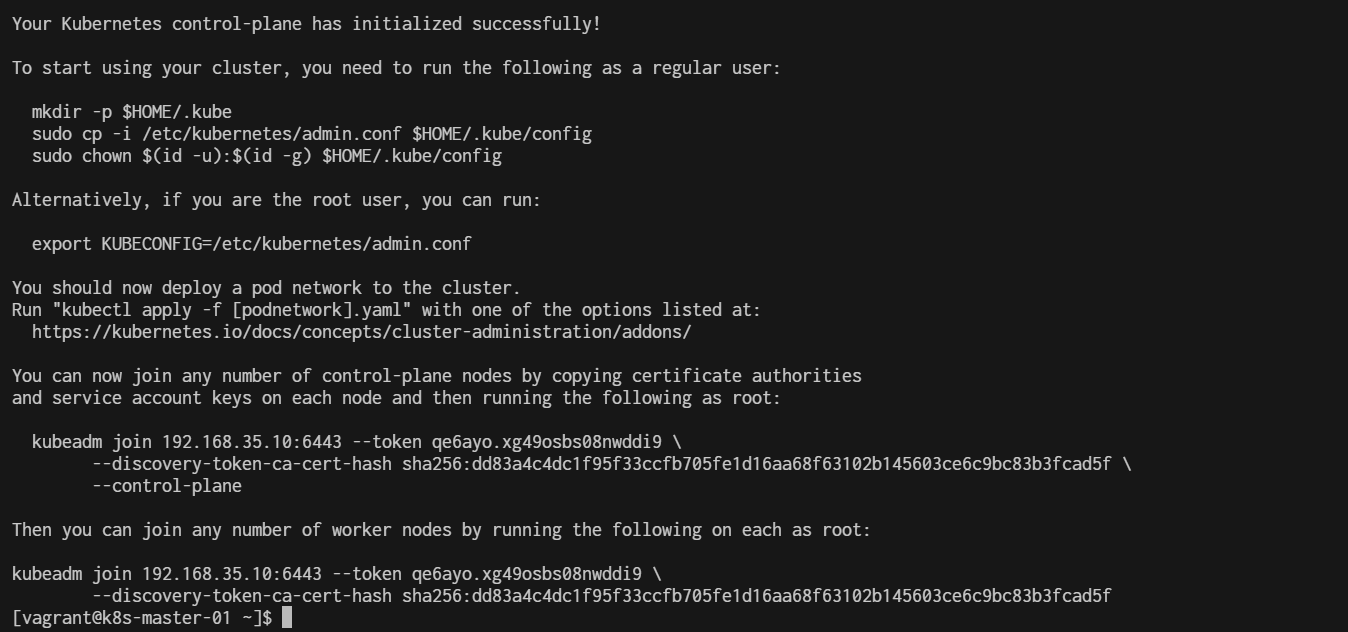 Your Kubernetes control-plane has initialized successfully!
To start using your cluster, you need to run the following as a regular user:
mkdir -p $HOME/.kube
sudo cp -i /etc/kubernetes/admin.conf $HOME/.kube/config
sudo chown $(id -u):$(id -g) $HOME/.kube/config
Alternatively, if you are the root user, you can run:
export KUBECONFIG=/etc/kubernetes/admin.conf
You should now deploy a pod network to the cluster.
Run "kubectl apply -f [podnetwork].yaml" with one of the options listed at:
https://kubernetes.io/docs/concepts/cluster-administration/addons/
You can now join any number of control-plane nodes by copying certificate authorities
and service account keys on each node and then running the following as root:
kubeadm join 192.168.35.10:6443 --token qe6ayo.xg49osbs08nwddi9 \
--discovery-token-ca-cert-hash sha256:dd83a4c4dc1f95f33ccfb705fe1d16aa68f63102b145603ce6c9bc83b3fcad5f \
--control-plane
Then you can join any number of worker nodes by running the following on each as root:
kubeadm join 192.168.35.10:6443 --token qe6ayo.xg49osbs08nwddi9 \
--discovery-token-ca-cert-hash sha256:dd83a4c4dc1f95f33ccfb705fe1d16aa68f63102b145603ce6c9bc83b3fcad5f
[vagrant@k8s-master-01 ~]$